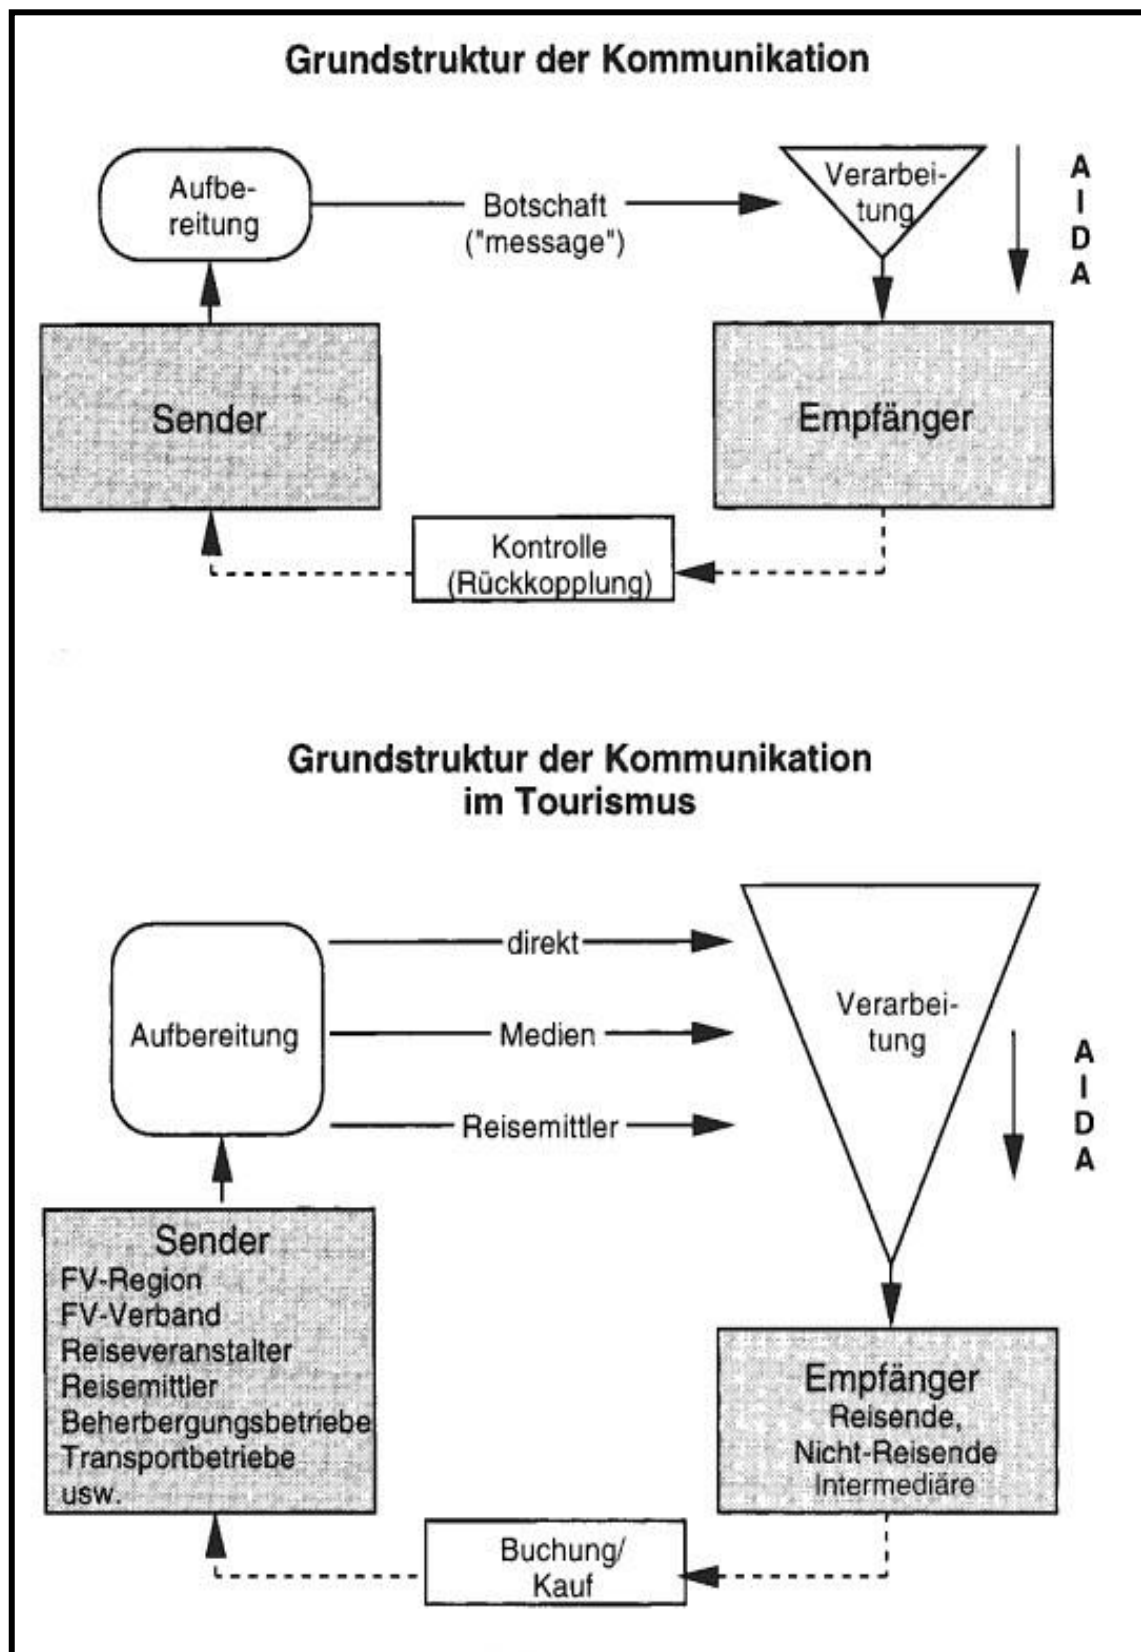 Grundstruktur der Kommunikation
Aufbe-
reitung
Botschaft
("message")
Verarbei-
tung
A
I
D
A
Sender
Empfänger
Kontrolle
(Rückkopplung)
Grundstruktur der Kommunikation
im Tourismus
Aufbereitung
direkt
Medien
Reisemittler
Verarbei-
tung
A
I
D
A
Sender
FV-Region
FV-Verband
Reiseveranstalter
Reisemittler
Beherbergungsbetriebe
Transportbetriebe
usw.
Empfänger
Reisende,
Nicht-Reisende
Intermediäre
Buchung/
Kauf